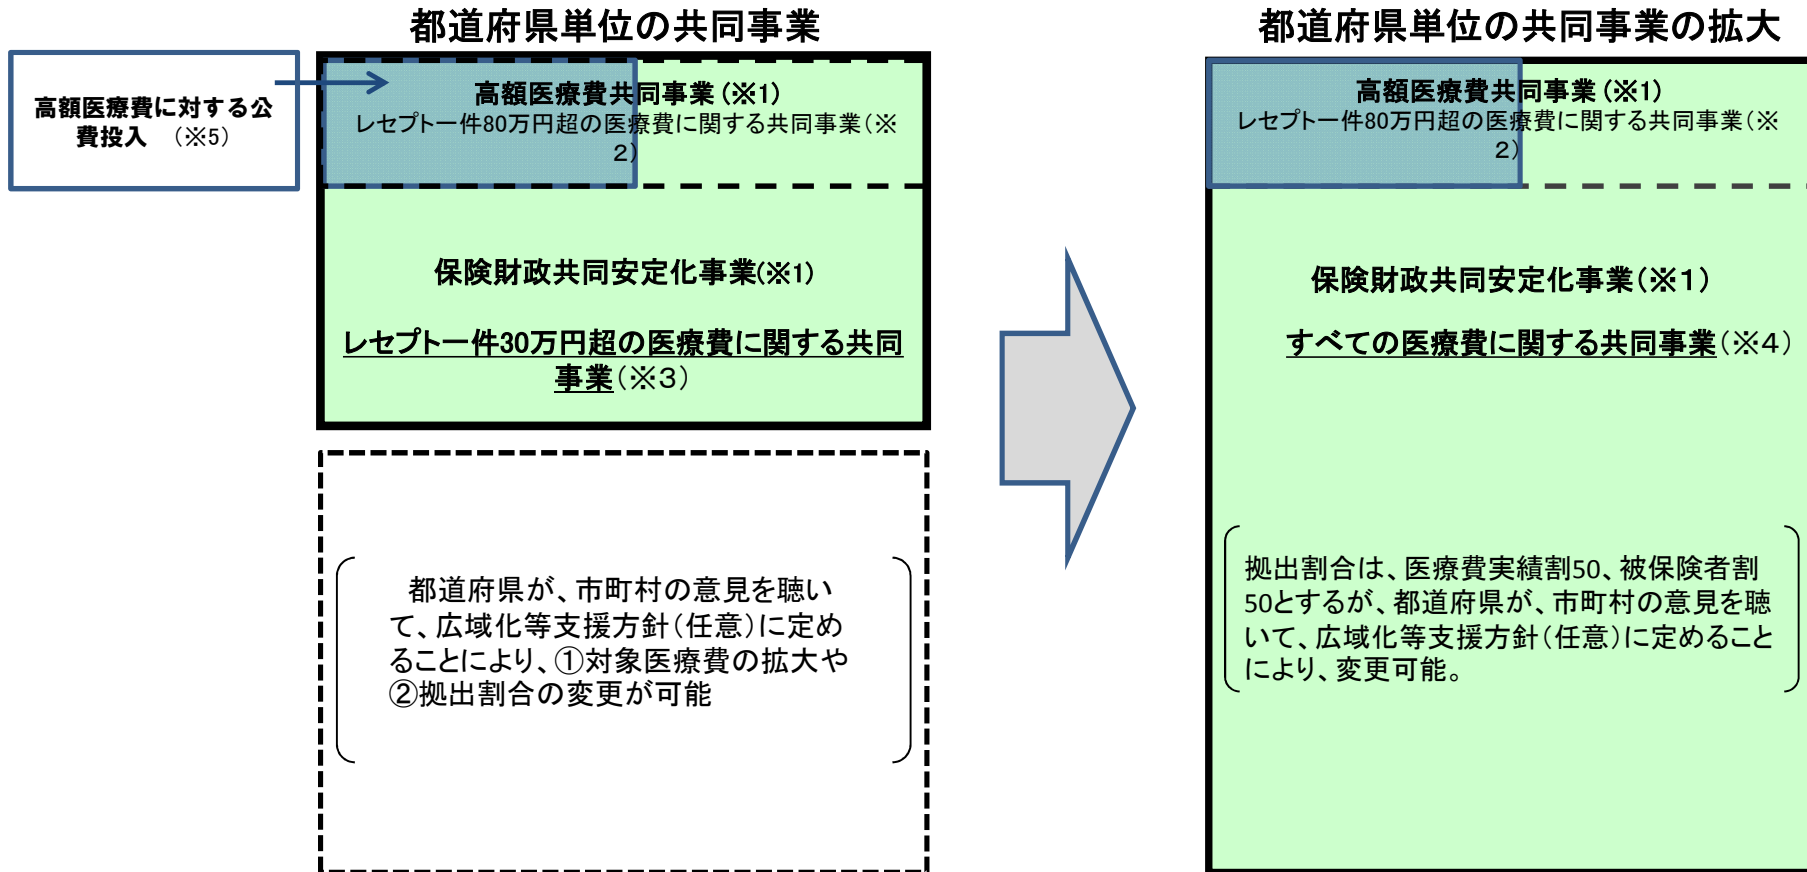 都道府県単位の共同事業
高額医療費に対する公
費投入 (※5)
高額医療費共同事業(※1)
レセプト一件80万円超の医療費に関する共同事業(※
2)
保険財政共同安定化事業(※1)
レセプト一件30万円超の医療費に関する共同
事業(※3)
都道府県が、市町村の意見を聴い
て、広域化等支援方針(任意)に定め
ることにより、①対象医療費の拡大や
②拠出割合の変更が可能
都道府県単位の共同事業の拡大
高額医療費共同事業(※1)
レセプト一件80万円超の医療費に関する共同事業(※
2)
保険財政共同安定化事業(※1)
すべての医療費に関する共同事業(※4)
拠出割合は、医療費実績割50、被保険者割
50とするが、都道府県が、市町村の意見を聴
いて、広域化等支援方針(任意)に定めること
により、変更可能。